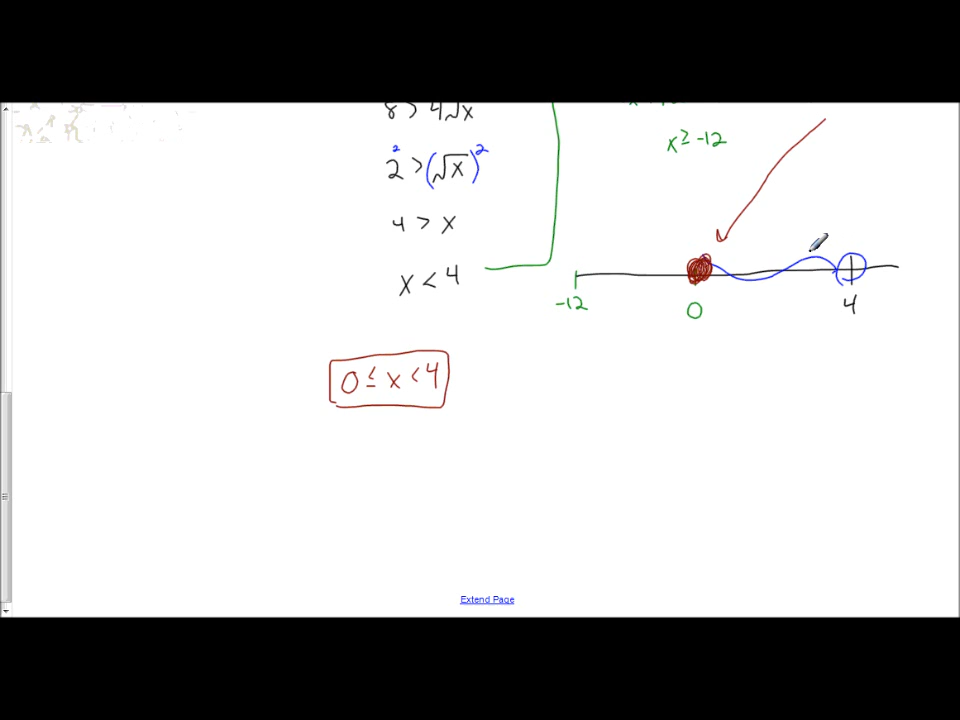 8 > 4√x
x ≥ -12
2² > (√x)²
4 > x
x < 4
-12
0
4
0 ≤ x < 4
Extend Page